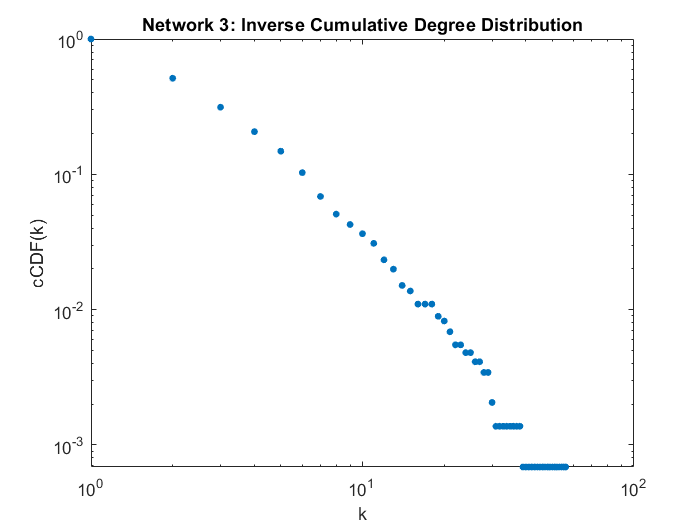 Network 3: Inverse Cumulative Degree Distribution
10^0
10^-1
10^-2
10^-3
cCDF(k)
10^0 10^1 10^2
k